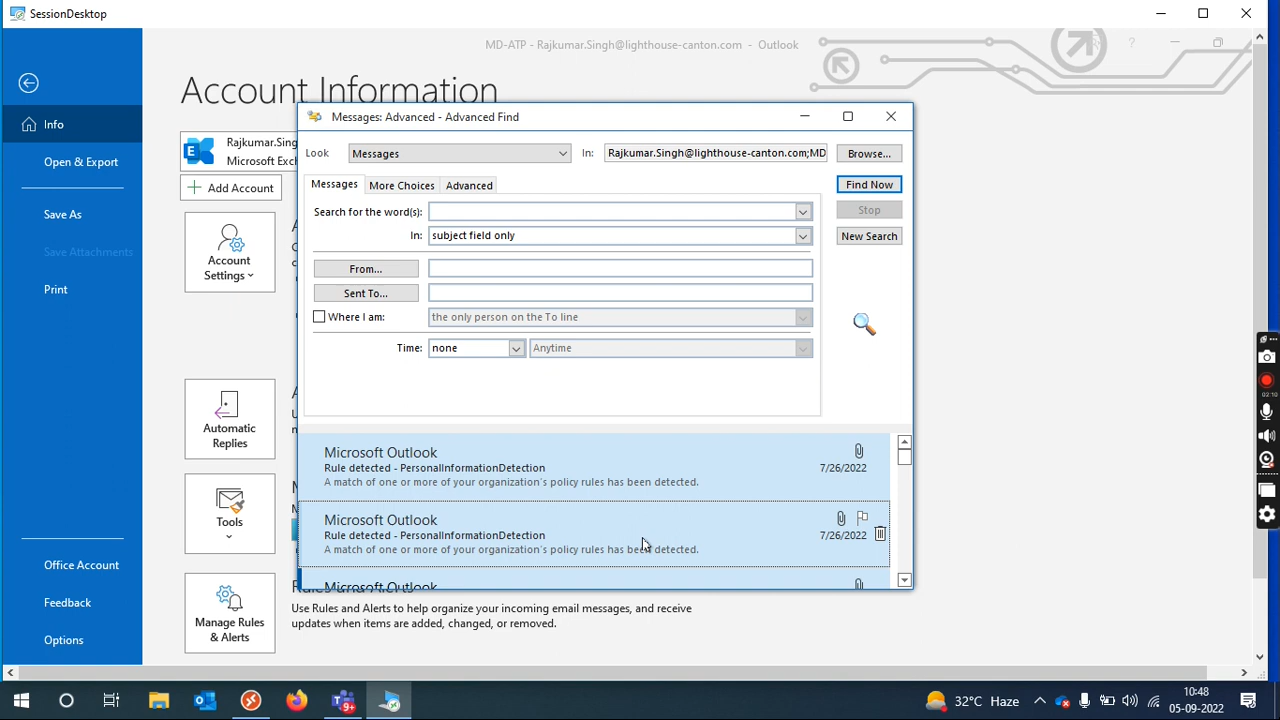 SessionDesktop
MD-ATP - Rajkumar.Singh@lighthouse-canton.com - Outlook
?
Account Information
Info
Open & Export
Save As
Save Attachments
Print
Office Account
Feedback
Options
Rajkumar.Sing
Microsoft Exc
Add Account
Account
Settings
Automatic
Replies
Tools
Manage Rules
& Alerts
Use Rules and Alerts to help organize your incoming email messages, and receive
updates when items are added, changed, or removed.
Messages: Advanced - Advanced Find
Look Messages In: Rajkumar.Singh@lighthouse-canton.com;MD Browse...
Messages More Choices Advanced Find Now
Search for the word(s): Stop
In: subject field only New Search
From...
Sent To...
Where I am: the only person on the To line
Time: none Anytime
Microsoft Outlook
Rule detected - PersonalInformationDetection 7/26/2022
A match of one or more of your organization's policy rules has been detected.
Microsoft Outlook
Rule detected - PersonalInformationDetection 7/26/2022
A match of one or more of your organization's policy rules has been detected.
Microsoft Outlook
02:10
9+
32°C Haze
10:48
05-09-2022